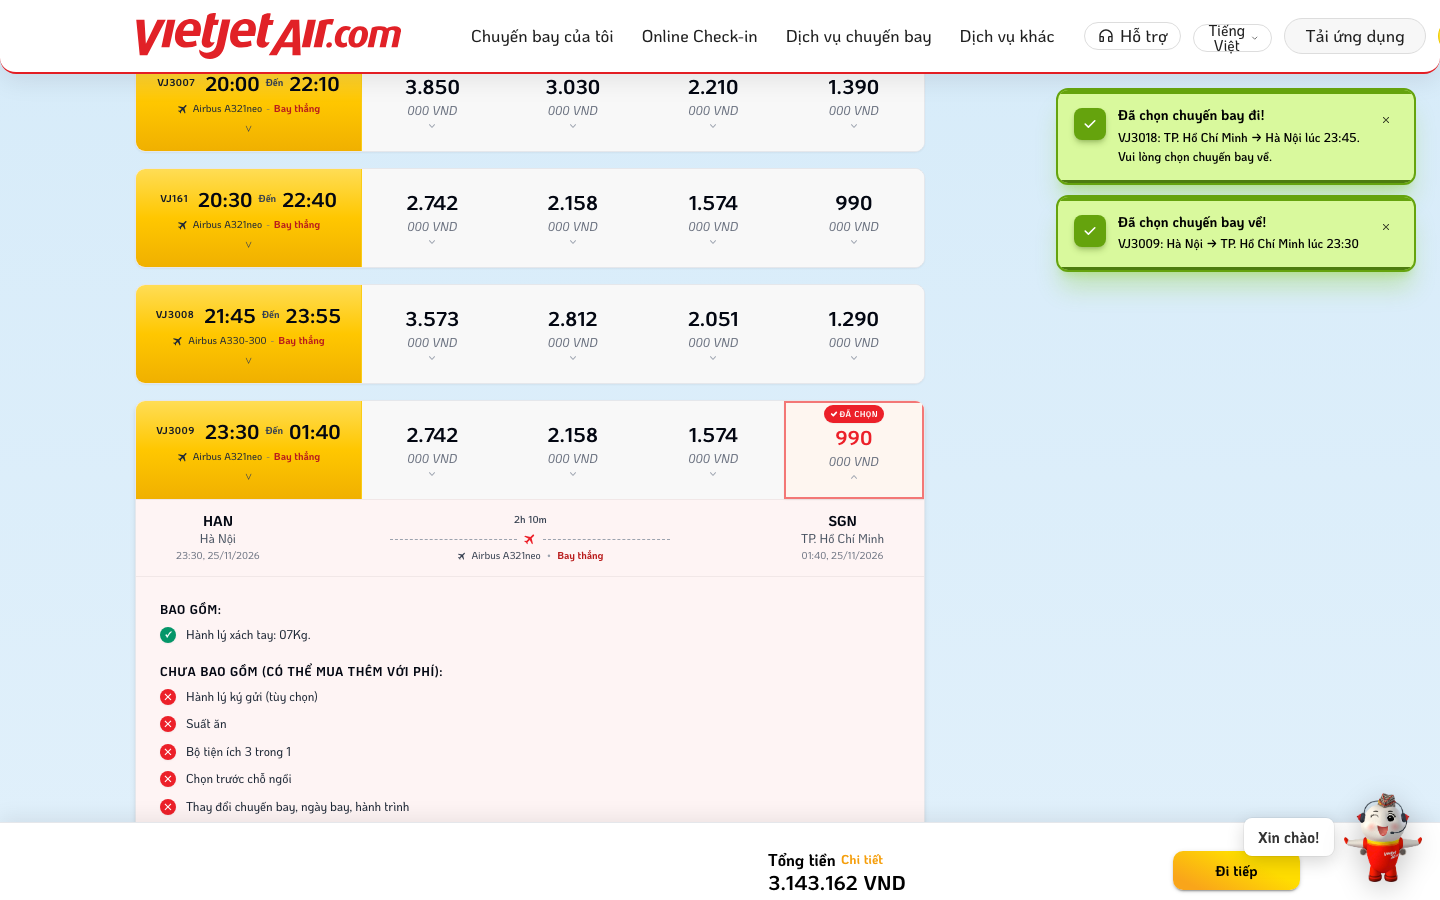 vietjetAir.com
Chuyến bay của tôi
Online Check-in
Dịch vụ chuyến bay
Dịch vụ khác
Hỗ trợ
Tiếng
Việt
Tải ứng dụng
VJ3007 20:00 Đến 22:10
Airbus A321neo - Bay thẳng
3.850
000 VND
3.030
000 VND
2.210
000 VND
1.390
000 VND
VJ161 20:30 Đến 22:40
Airbus A321neo - Bay thẳng
2.742
000 VND
2.158
000 VND
1.574
000 VND
990
000 VND
VJ3008 21:45 Đến 23:55
Airbus A330-300 - Bay thẳng
3.573
000 VND
2.812
000 VND
2.051
000 VND
1.290
000 VND
VJ3009 23:30 Đến 01:40
Airbus A321neo - Bay thẳng
2.742
000 VND
2.158
000 VND
1.574
000 VND
ĐÃ CHỌN
990
000 VND
HAN
Hà Nội
23:30, 25/11/2026
2h 10m
Airbus A321neo • Bay thẳng
SGN
TP. Hồ Chí Minh
01:40, 25/11/2026
BAO GỒM:
Hành lý xách tay: 07Kg.
CHƯA BAO GỒM (CÓ THỂ MUA THÊM VỚI PHÍ):
Hành lý ký gửi (tùy chọn)
Suất ăn
Bộ tiện ích 3 trong 1
Chọn trước chỗ ngồi
Thay đổi chuyến bay, ngày bay, hành trình
Đã chọn chuyến bay đi!
VJ3018: TP. Hồ Chí Minh → Hà Nội lúc 23:45.
Vui lòng chọn chuyến bay về.
Đã chọn chuyến bay về!
VJ3009: Hà Nội → TP. Hồ Chí Minh lúc 23:30
Tổng tiền Chi tiết
3.143.162 VND
Đi tiếp
Xin chào!